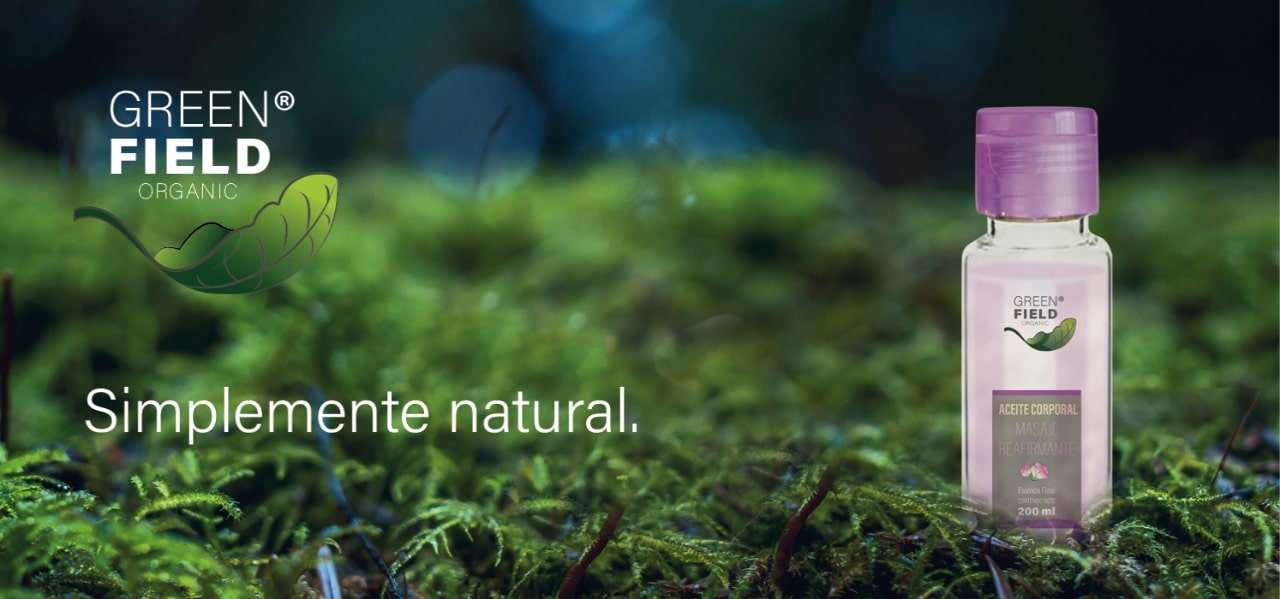 GREEN®
FIELD
ORGANIC
Simplemente natural.
GREEN®
FIELD
ORGANIC
ACEITE CORPORAL
MASAJE
REAFIRMANTE
Esencia Floral
CONTENIDO NETO
200 ml